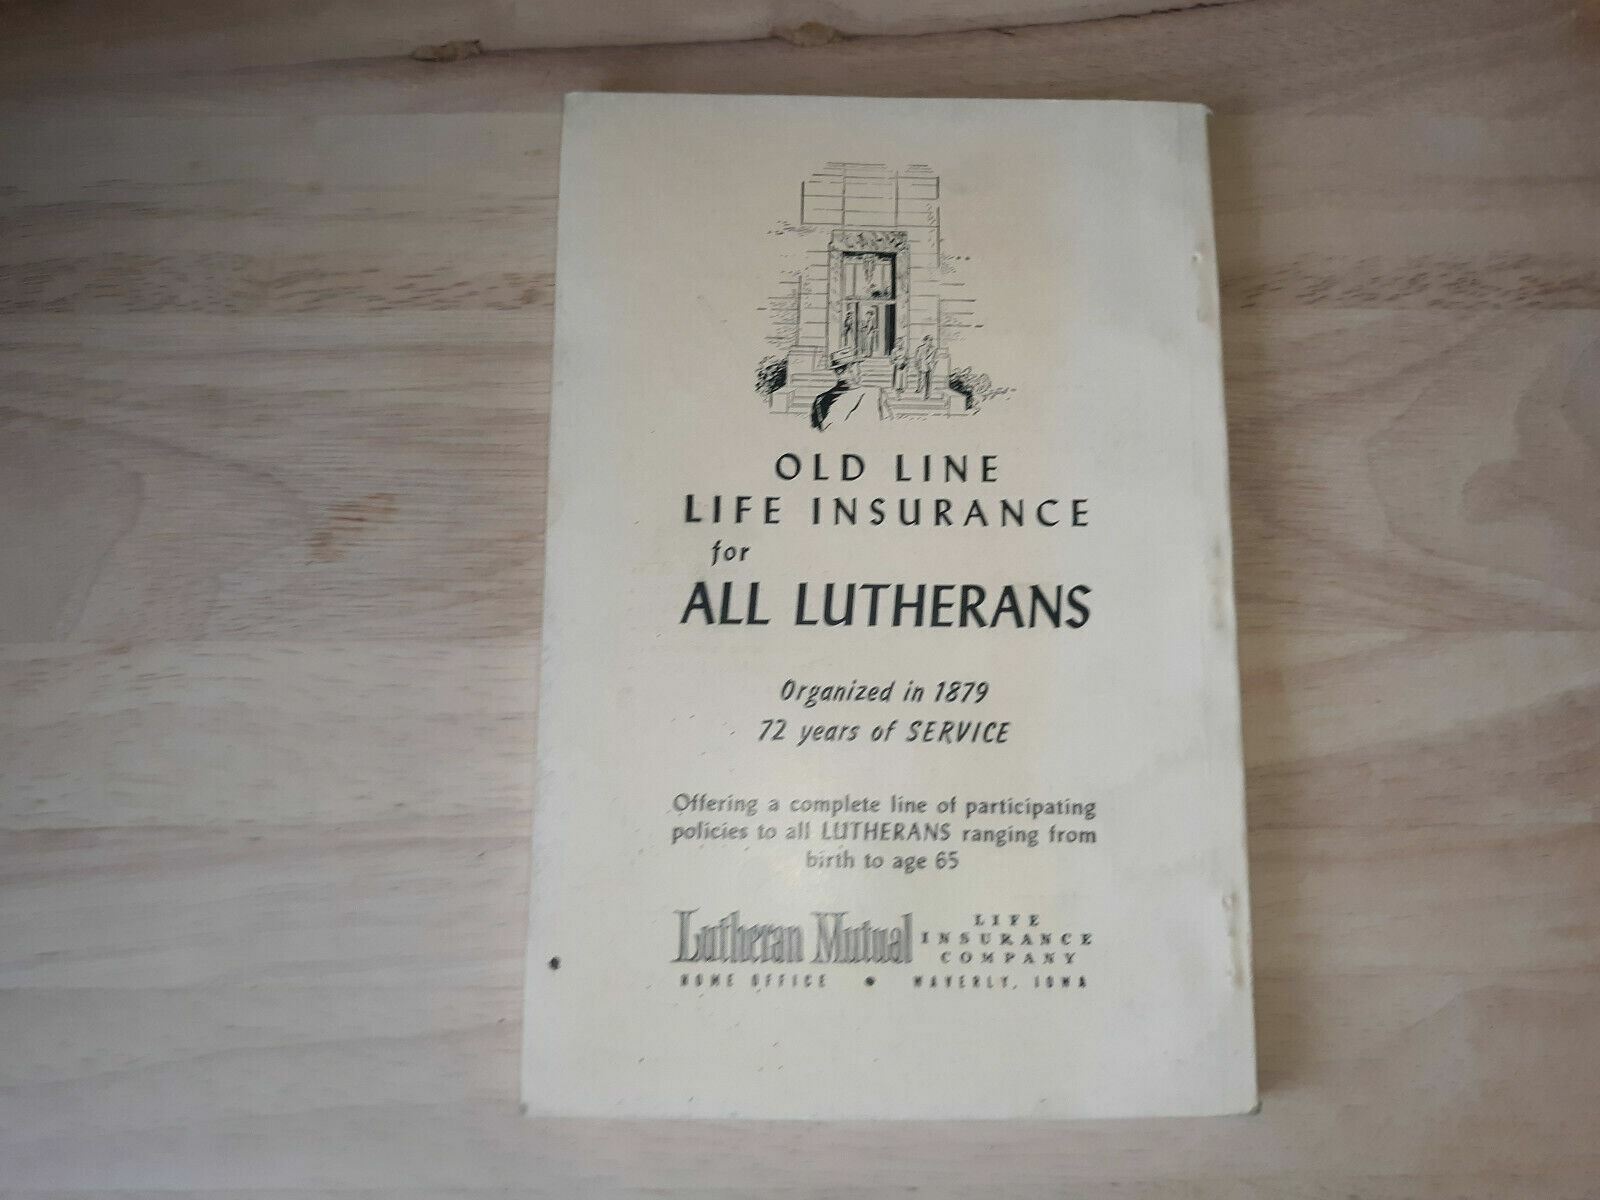 OLD LINE
LIFE INSURANCE
for
ALL LUTHERANS
Organized in 1879
72 years of SERVICE
Offering a complete line of participating
policies to all LUTHERANS ranging from
birth to age 65
Lutheran Mutual LIFE INSURANCE COMPANY
HOME OFFICE • WAVERLY, IOWA